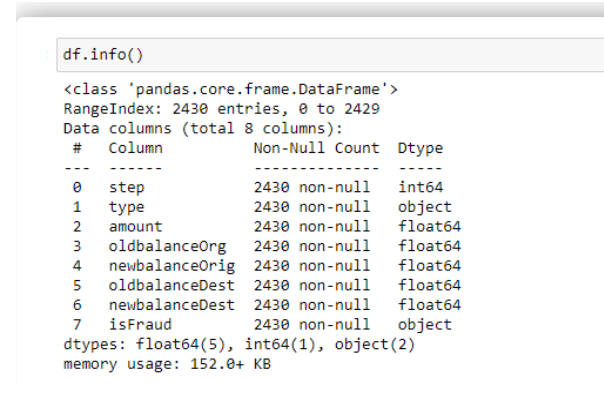 df.info()
<class 'pandas.core.frame.DataFrame'>
RangeIndex: 2430 entries, 0 to 2429
Data columns (total 8 columns):
 #   Column          Non-Null Count  Dtype
---  ------          --------------  -----
 0   step            2430 non-null   int64
 1   type            2430 non-null   object
 2   amount          2430 non-null   float64
 3   oldbalanceOrg   2430 non-null   float64
 4   newbalanceOrig  2430 non-null   float64
 5   oldbalanceDest  2430 non-null   float64
 6   newbalanceDest  2430 non-null   float64
 7   isFraud         2430 non-null   object
dtypes: float64(5), int64(1), object(2)
memory usage: 152.0+ KB